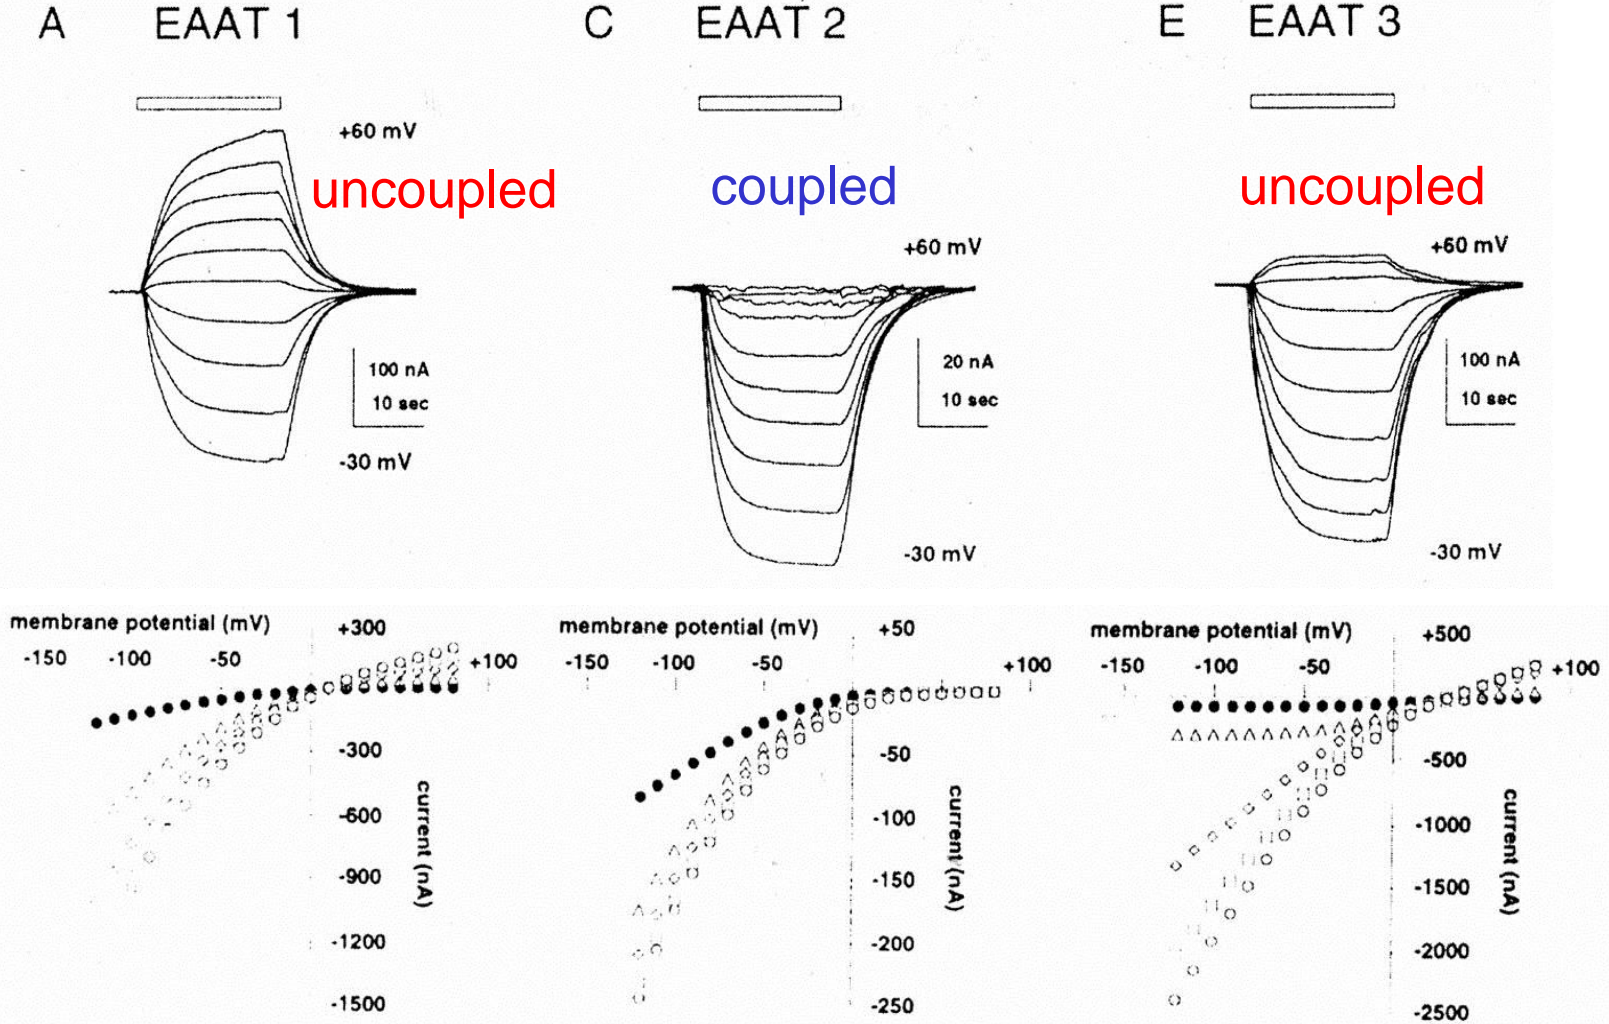 A EAAT 1
C EAAT 2
E EAAT 3
+60 mV
uncoupled
100 nA
10 sec
-30 mV
coupled
+60 mV
20 nA
10 sec
-30 mV
uncoupled
+60 mV
100 nA
10 sec
-30 mV
membrane potential (mV)
+300
-150 -100 -50 +100
-300
-600
-900
-1200
-1500
current (nA)
membrane potential (mV)
+50
-150 -100 -50 +100
-50
-100
-150
-200
-250
current (nA)
membrane potential (mV)
+500
-150 -100 -50 +100
-500
-1000
-1500
-2000
-2500
current (nA)